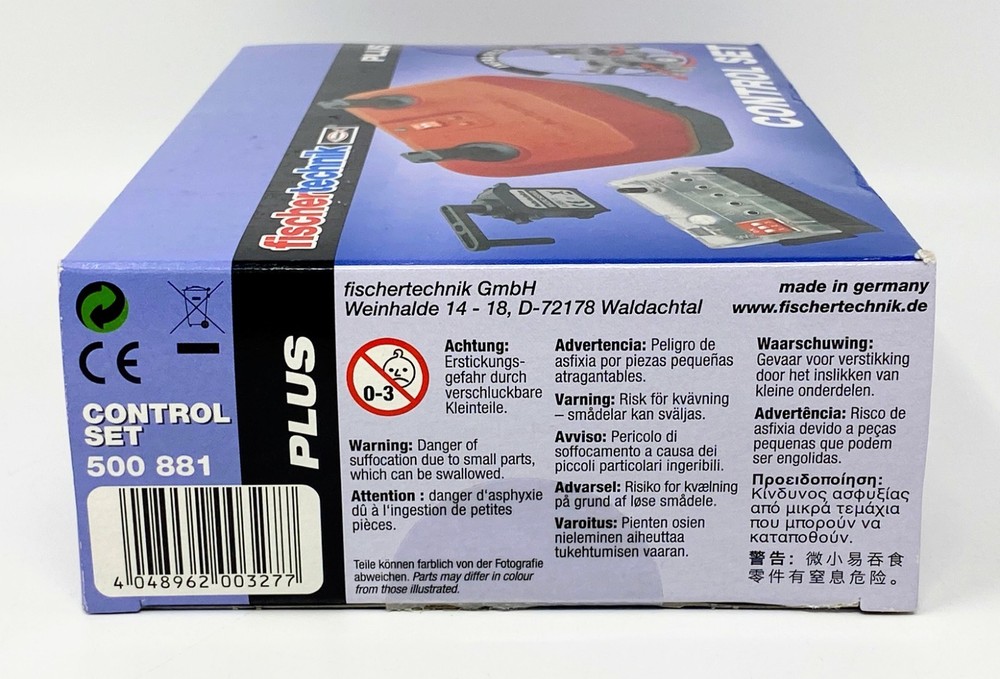 PLUS
CONTROL SET
fischertechnik
fischertechnik GmbH
Weinhalde 14 - 18, D-72178 Waldachtal
made in germany
www.fischertechnik.de
CE
CONTROL
SET
500 881
4 048962 003277
PLUS
0-3
Achtung:
Erstickungs-
gefahr durch
verschluckbare
Kleinteile.
Warning: Danger of
suffocation due to small parts,
which can be swallowed.
Attention : danger d'asphyxie
dû à l'ingestion de petites
pièces.
Teile können farblich von der Fotografie
abweichen. Parts may differ in colour
from those illustrated.
Advertencia: Peligro de
asfixia por piezas pequeñas
atragantables.
Varning: Risk för kvävning
– smådelar kan sväljas.
Avviso: Pericolo di
soffocamento a causa dei
piccoli particolari ingeribili.
Advarsel: Risiko for kvælning
på grund af løse smådele.
Varoitus: Pienten osien
nieleminen aiheuttaa
tukehtumisen vaaran.
Waarschuwing:
Gevaar voor verstikking
door het inslikken van
kleine onderdelen.
Advertência: Risco de
asfixia devido a peças
pequenas que podem
ser engolidas.
Προειδοποίηση:
Κίνδυνος ασφυξίας
από μικρά τεμάχια
που μπορούν να
καταποθούν.
警告：微小易吞食
零件有窒息危险。